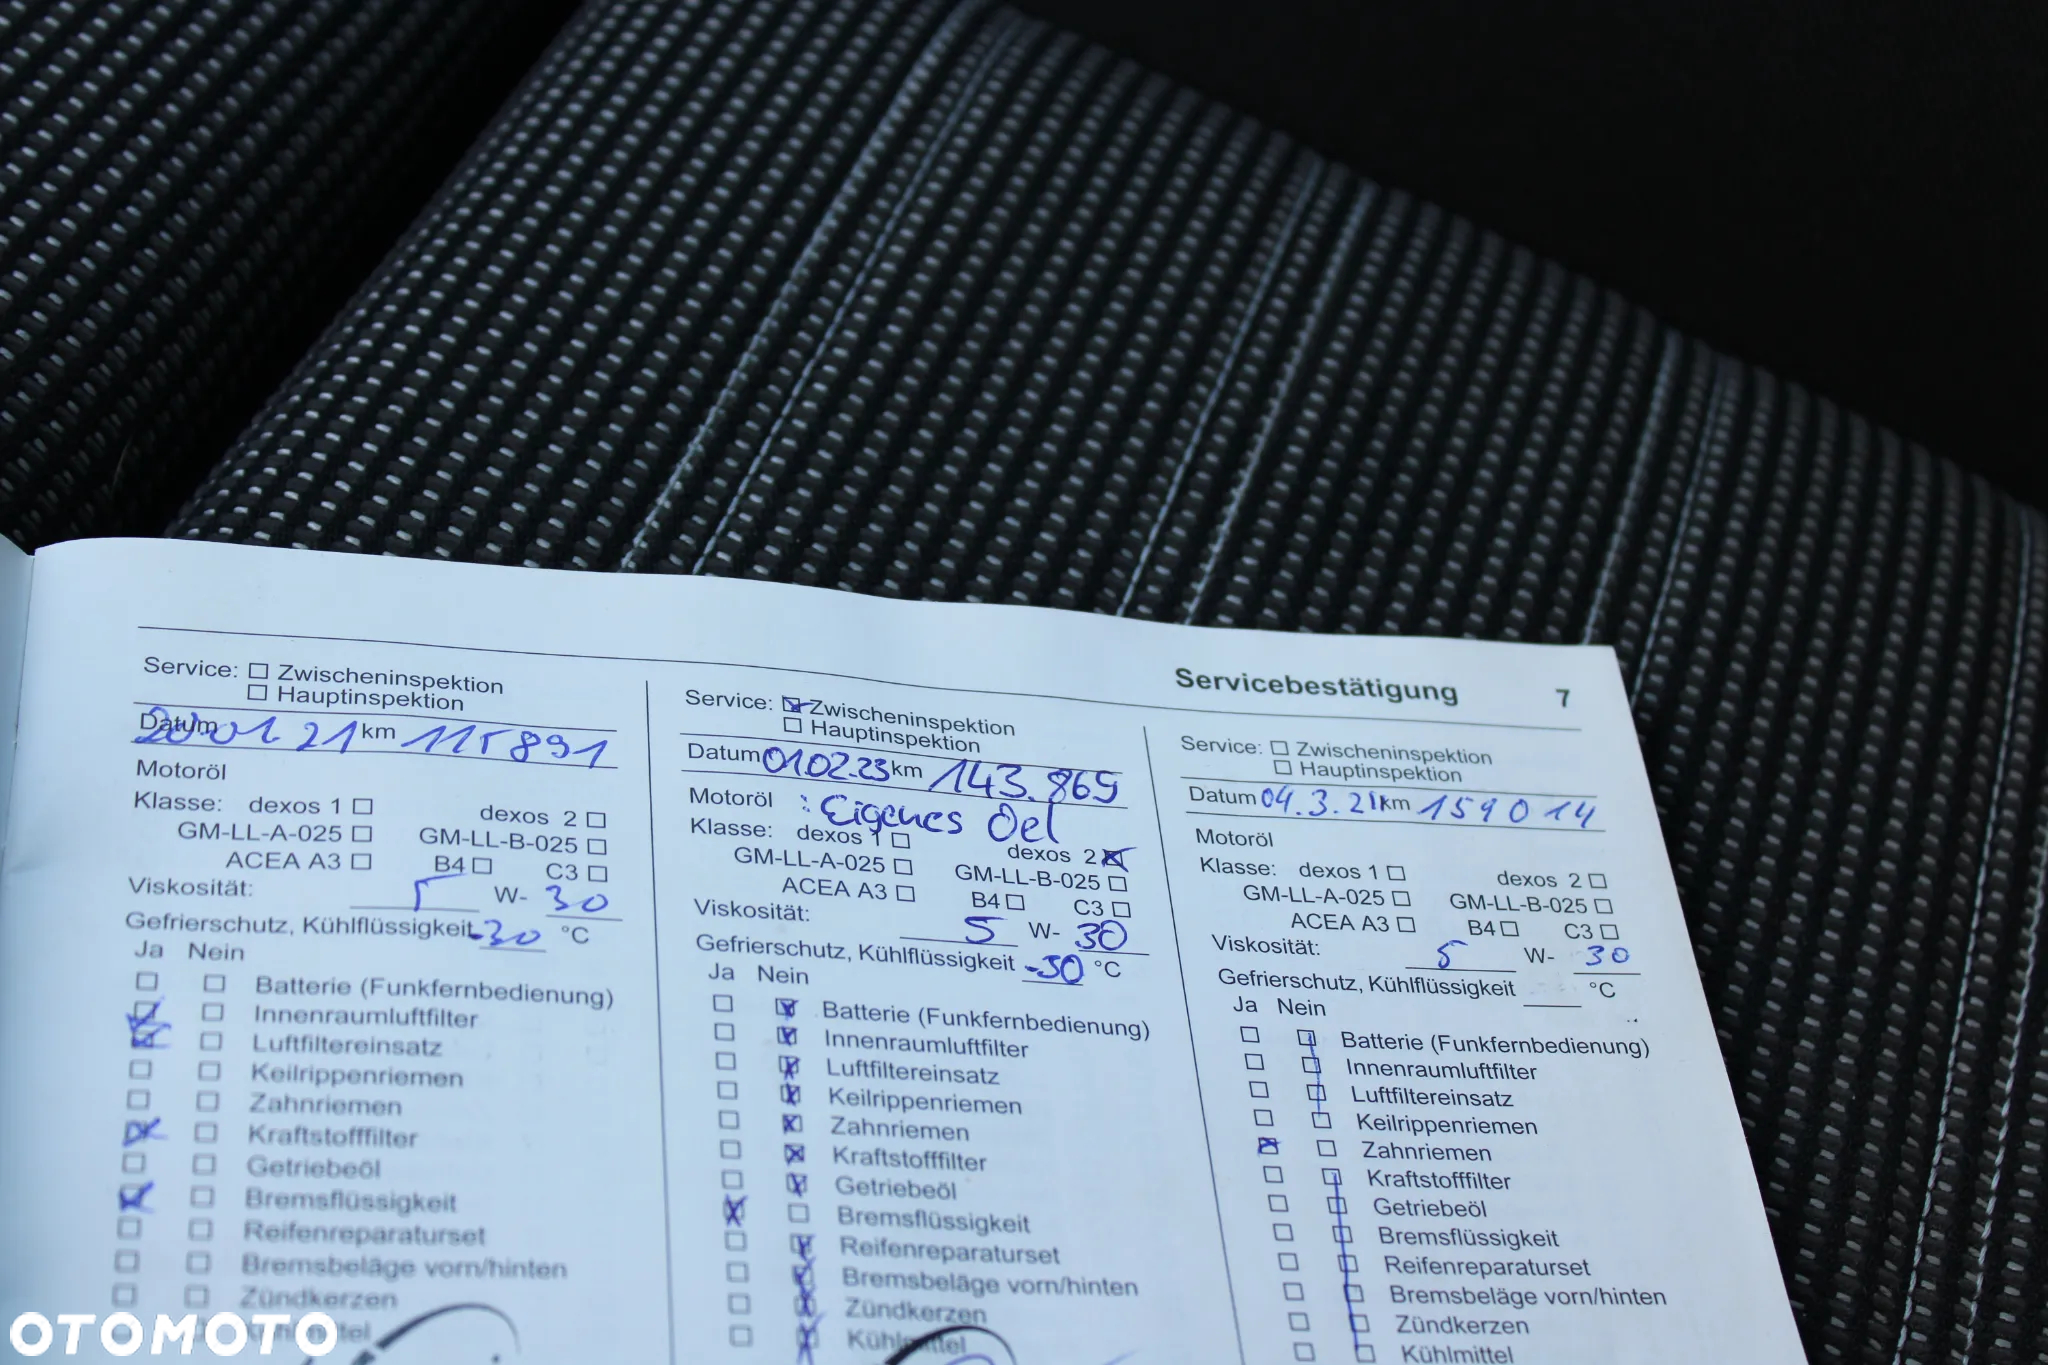 Servicebestätigung 7
Service: Zwischeninspektion
Hauptinspektion
Datum 20.01.21 km 115891
Motoröl
Klasse: dexos 1 dexos 2
GM-LL-A-025 GM-LL-B-025
ACEA A3 B4 C3
Viskosität: 5 W- 30
Gefrierschutz, Kühlflüssigkeit -30 °C
Ja Nein
Batterie (Funkfernbedienung)
Innenraumluftfilter
Luftfiltereinsatz
Keilrippenriemen
Zahnriemen
Kraftstofffilter
Getriebeöl
Bremsflüssigkeit
Reifenreparaturset
Bremsbeläge vorn/hinten
Zündkerzen
Kühlmittel
Service: Zwischeninspektion
Hauptinspektion
Datum 01.02.23 km 143.869
Motoröl : Eigenes Oel
Klasse: dexos 1 dexos 2
GM-LL-A-025 GM-LL-B-025
ACEA A3 B4 C3
Viskosität: 5 W- 30
Gefrierschutz, Kühlflüssigkeit -30 °C
Ja Nein
Batterie (Funkfernbedienung)
Innenraumluftfilter
Luftfiltereinsatz
Keilrippenriemen
Zahnriemen
Kraftstofffilter
Getriebeöl
Bremsflüssigkeit
Reifenreparaturset
Bremsbeläge vorn/hinten
Zündkerzen
Kühlmittel
Service: Zwischeninspektion
Hauptinspektion
Datum 04.3. km 159014
Motoröl
Klasse: dexos 1 dexos 2
GM-LL-A-025 GM-LL-B-025
ACEA A3 B4 C3
Viskosität: 5 W- 30
Gefrierschutz, Kühlflüssigkeit °C
Ja Nein
Batterie (Funkfernbedienung)
Innenraumluftfilter
Luftfiltereinsatz
Keilrippenriemen
Zahnriemen
Kraftstofffilter
Getriebeöl
Bremsflüssigkeit
Reifenreparaturset
Bremsbeläge vorn/hinten
Zündkerzen
Kühlmittel
OTOMOTO